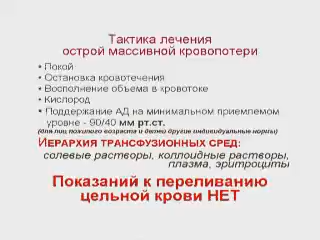 Тактика лечения
острой массивной кровопотери
• Покой
• Остановка кровотечения
• Восполнение объема в кровотоке
• Кислород
• Поддержание АД на минимальном приемлемом
уровне - 90/40 мм рт.ст.
(для лиц пожилого возраста и детей другие индивидуальные нормы)
ИЕРАРХИЯ ТРАНСФУЗИОННЫХ СРЕД:
солевые растворы, коллоидные растворы,
плазма, эритроциты
Показаний к переливанию
цельной крови НЕТ